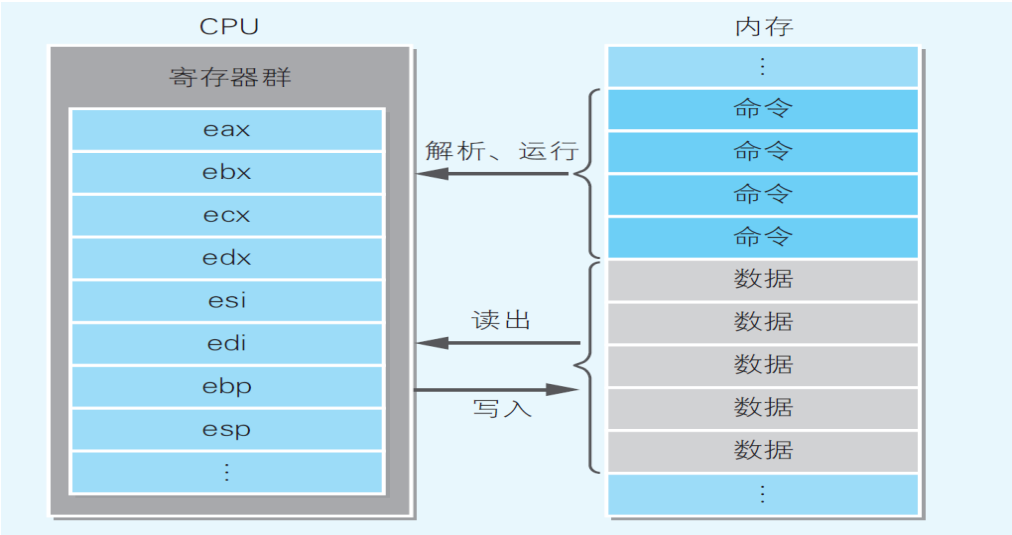 CPU
寄存器群
eax
ebx
ecx
edx
esi
edi
ebp
esp
⋮
解析、运行
读出
写入
内存
⋮
命令
命令
命令
命令
数据
数据
数据
数据
数据
⋮